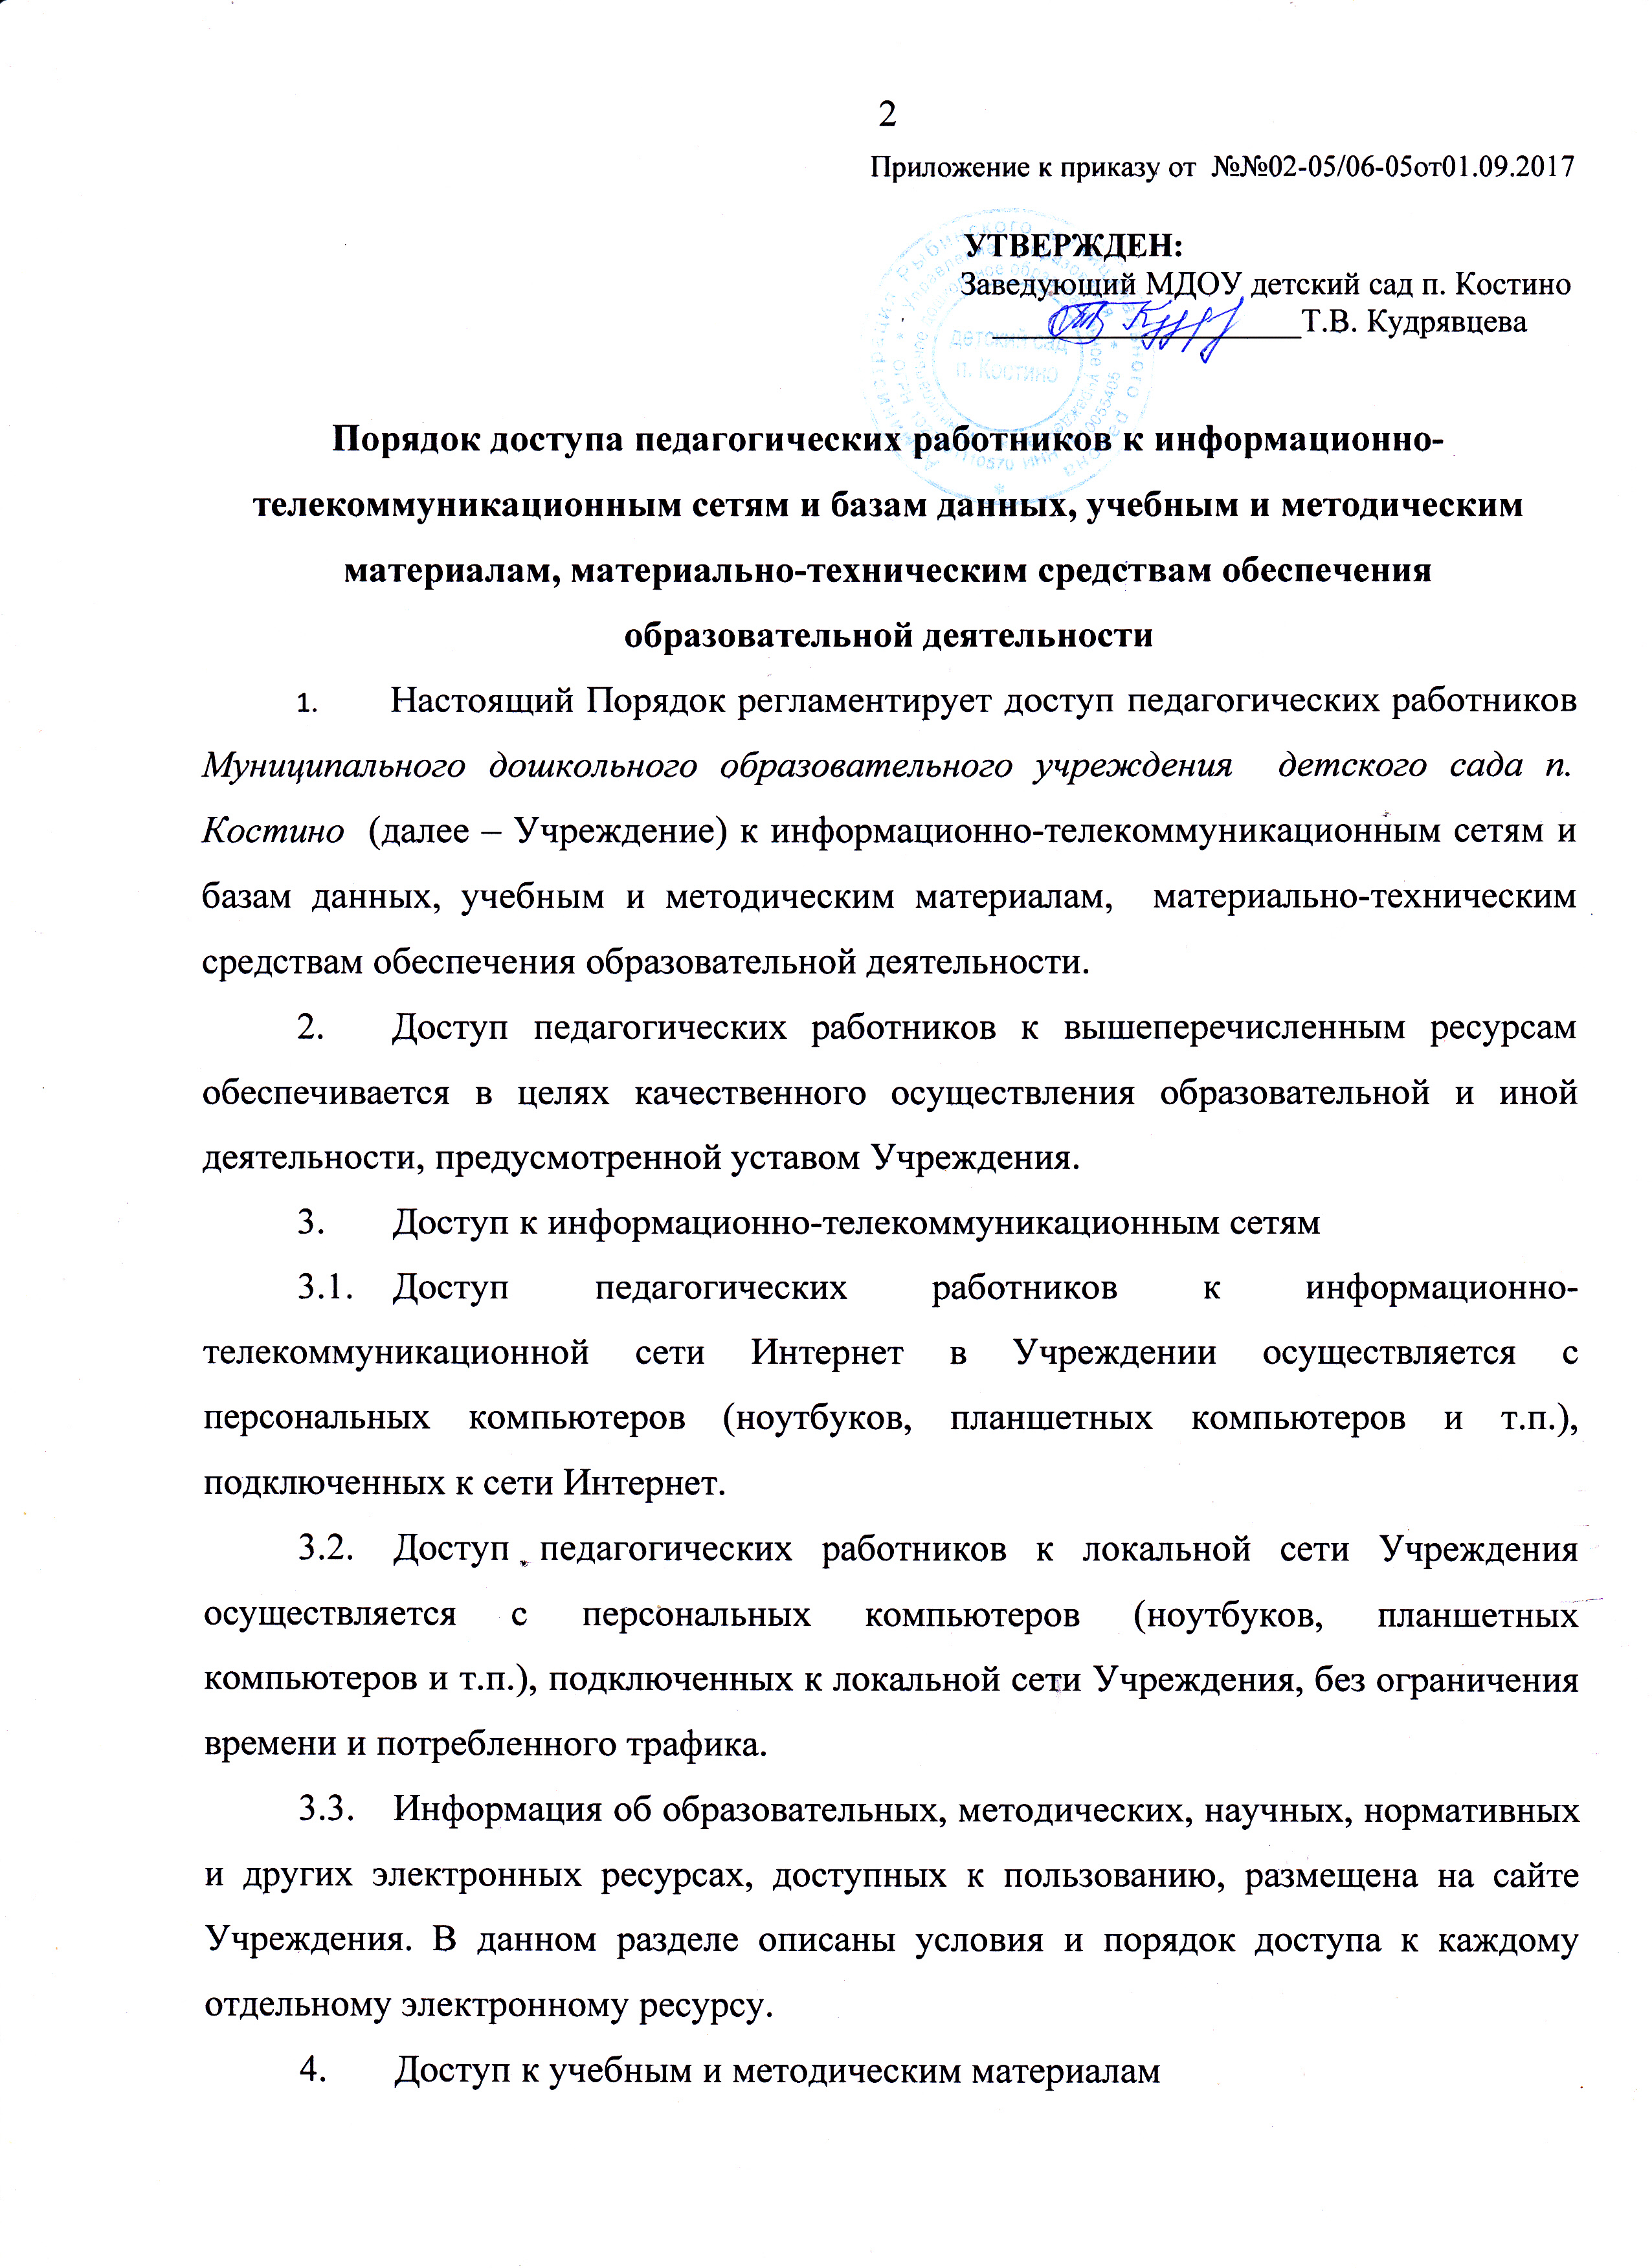 2
Приложение к приказу от №№02-05/06-05от01.09.2017
УТВЕРЖДЕН:
Заведующий МДОУ детский сад п. Костино
Т.В. Кудрявцева
детский сад
п. Костино
Порядок доступа педагогических работников к информационно-
телекоммуникационным сетям и базам данных, учебным и методическим
материалам, материально-техническим средствам обеспечения
образовательной деятельности
1. Настоящий Порядок регламентирует доступ педагогических работников
Муниципального дошкольного образовательного учреждения детского сада п.
Костино (далее – Учреждение) к информационно-телекоммуникационным сетям и
базам данных, учебным и методическим материалам, материально-техническим
средствам обеспечения образовательной деятельности.
2. Доступ педагогических работников к вышеперечисленным ресурсам
обеспечивается в целях качественного осуществления образовательной и иной
деятельности, предусмотренной уставом Учреждения.
3. Доступ к информационно-телекоммуникационным сетям
3.1. Доступ педагогических работников к информационно-
телекоммуникационной сети Интернет в Учреждении осуществляется с
персональных компьютеров (ноутбуков, планшетных компьютеров и т.п.),
подключенных к сети Интернет.
3.2. Доступ педагогических работников к локальной сети Учреждения
осуществляется с персональных компьютеров (ноутбуков, планшетных
компьютеров и т.п.), подключенных к локальной сети Учреждения, без ограничения
времени и потребленного трафика.
3.3. Информация об образовательных, методических, научных, нормативных
и других электронных ресурсах, доступных к пользованию, размещена на сайте
Учреждения. В данном разделе описаны условия и порядок доступа к каждому
отдельному электронному ресурсу.
4. Доступ к учебным и методическим материалам